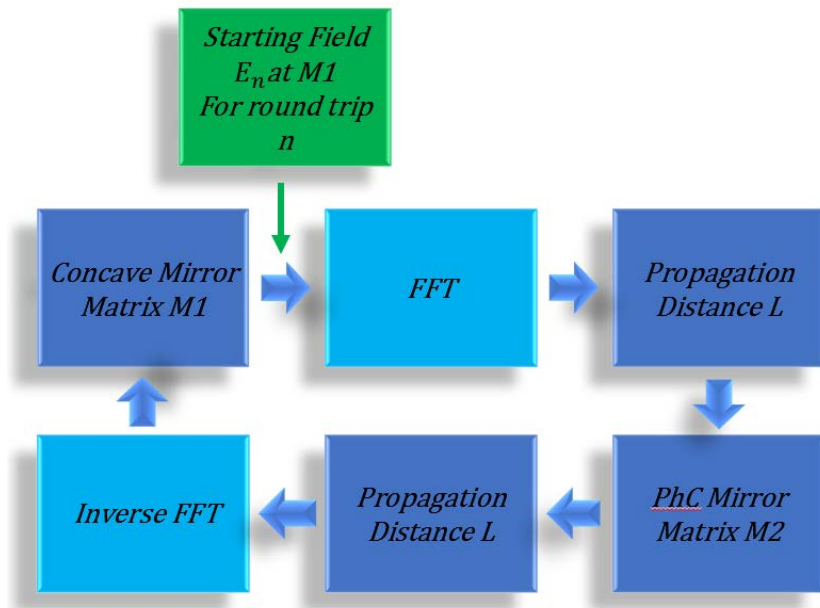 Starting Field
Eₙ at M1
For round trip
n
Concave Mirror
Matrix M1
FFT
Propagation
Distance L
Inverse FFT
Propagation
Distance L
PhC Mirror
Matrix M2